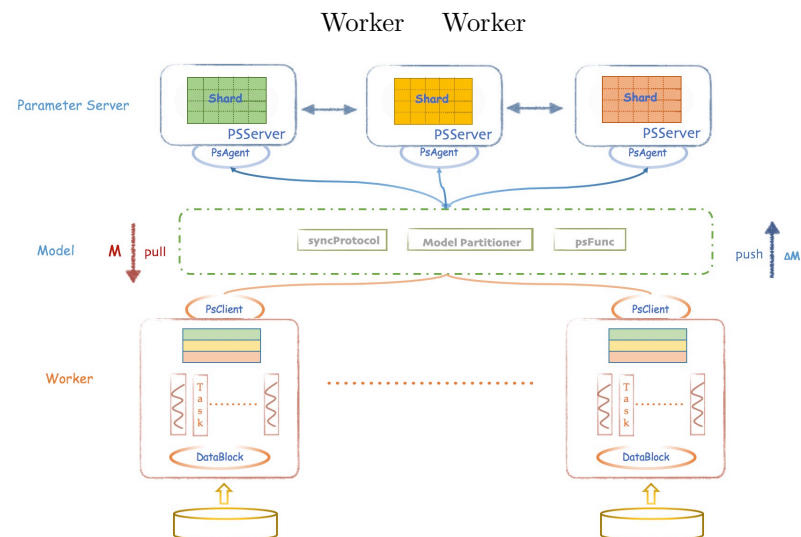 Worker Worker
Shard Shard Shard
Parameter Server
PSServer PSServer PSServer
PsAgent PsAgent PsAgent
syncProtocol Model Partitioner psFunc
Model M pull push ΔM
PsClient PsClient
Worker
Task Task
DataBlock DataBlock